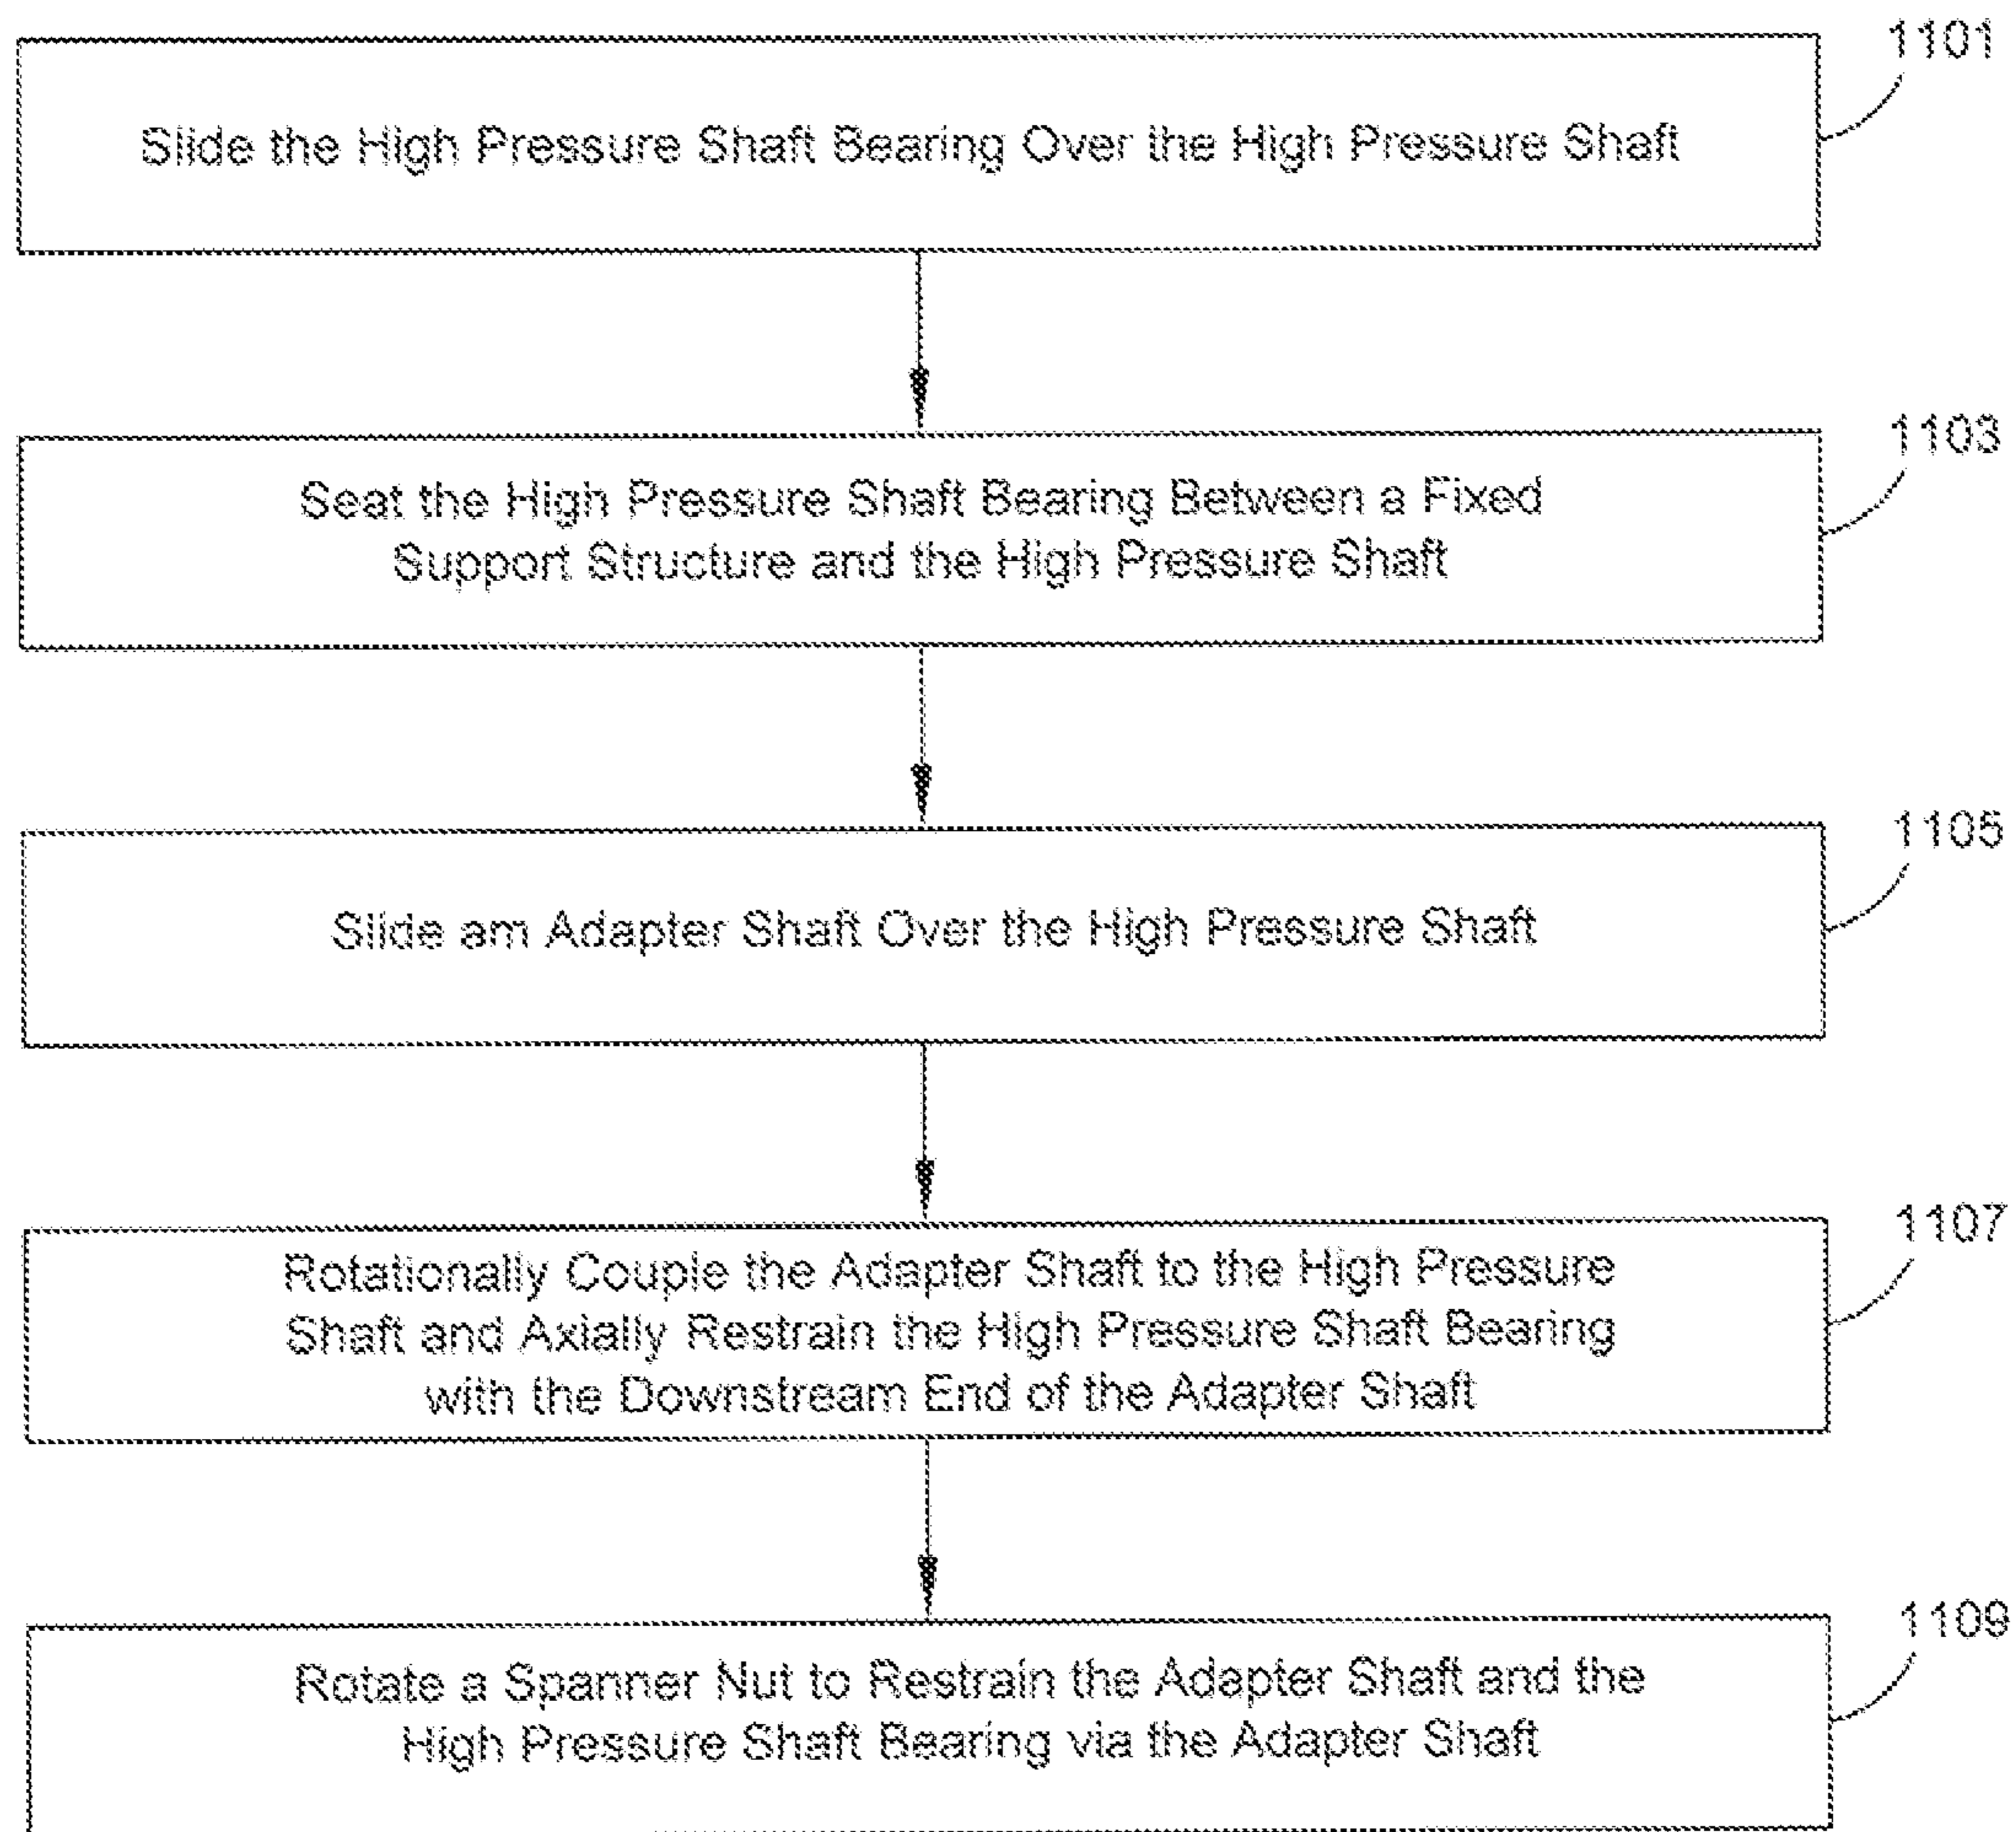 1101
Slide the High Pressure Shaft Bearing Over the High Pressure Shaft
1103
Seat the High Pressure Shaft Bearing Between a Fixed
Support Structure and the High Pressure Shaft
1105
Slide am Adapter Shaft Over the High Pressure Shaft
1107
Rotationally Couple the Adapter Shaft to the High Pressure
Shaft and Axially Restrain the High Pressure Shaft Bearing
with the Downstream End of the Adapter Shaft
1109
Rotate a Spanner Nut to Restrain the Adapter Shaft and the
High Pressure Shaft Bearing via the Adapter Shaft